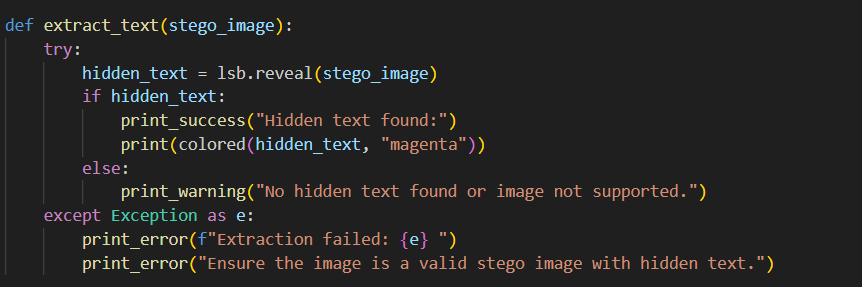 def extract_text(stego_image):
    try:
        hidden_text = lsb.reveal(stego_image)
        if hidden_text:
            print_success("Hidden text found:")
            print(colored(hidden_text, "magenta"))
        else:
            print_warning("No hidden text found or image not supported.")
    except Exception as e:
        print_error(f"Extraction failed: {e} ")
        print_error("Ensure the image is a valid stego image with hidden text.")